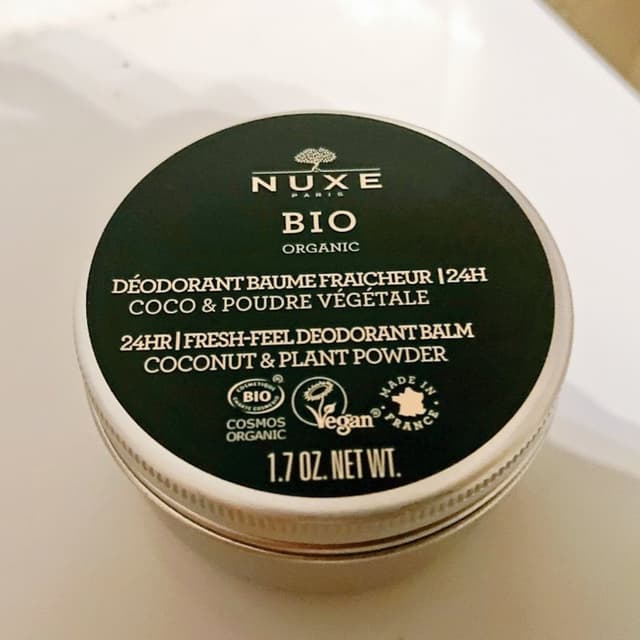 NUXE
PARIS
BIO
ORGANIC
DÉODORANT BAUME FRAICHEUR | 24H
COCO & POUDRE VÉGÉTALE
24HR | FRESH-FEEL DEODORANT BALM
COCONUT & PLANT POWDER
COSMETIQUE
BIO
COSMOS
ORGANIC
Vegan
MADE IN
FRANCE
1.7 OZ. NET WT.